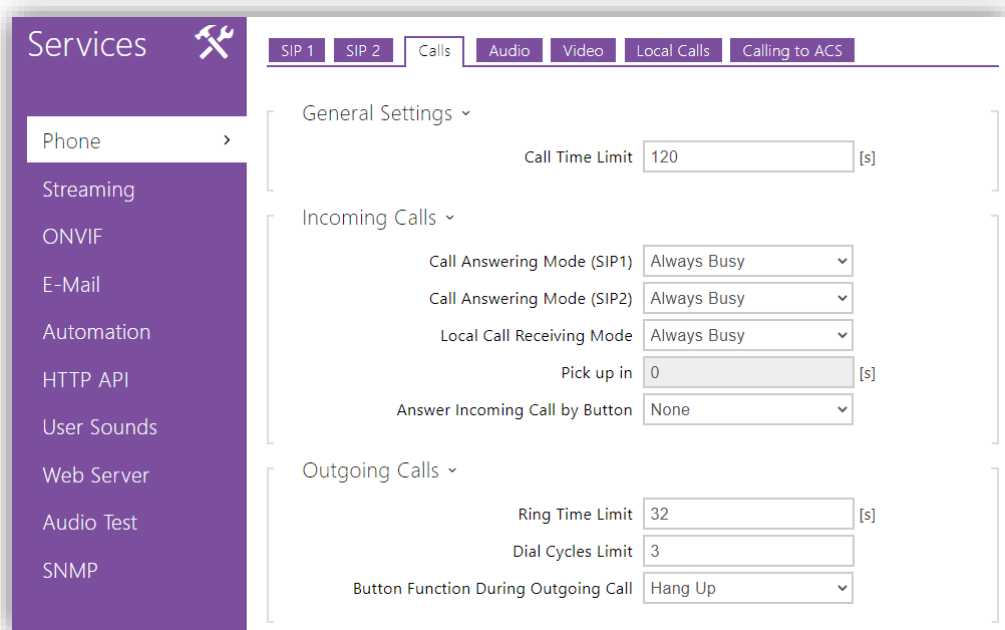 Services
SIP 1 SIP 2 Calls Audio Video Local Calls Calling to ACS
Phone
Streaming
ONVIF
E-Mail
Automation
HTTP API
User Sounds
Web Server
Audio Test
SNMP
General Settings
Call Time Limit 120 [s]
Incoming Calls
Call Answering Mode (SIP1) Always Busy
Call Answering Mode (SIP2) Always Busy
Local Call Receiving Mode Always Busy
Pick up in 0 [s]
Answer Incoming Call by Button None
Outgoing Calls
Ring Time Limit 32 [s]
Dial Cycles Limit 3
Button Function During Outgoing Call Hang Up